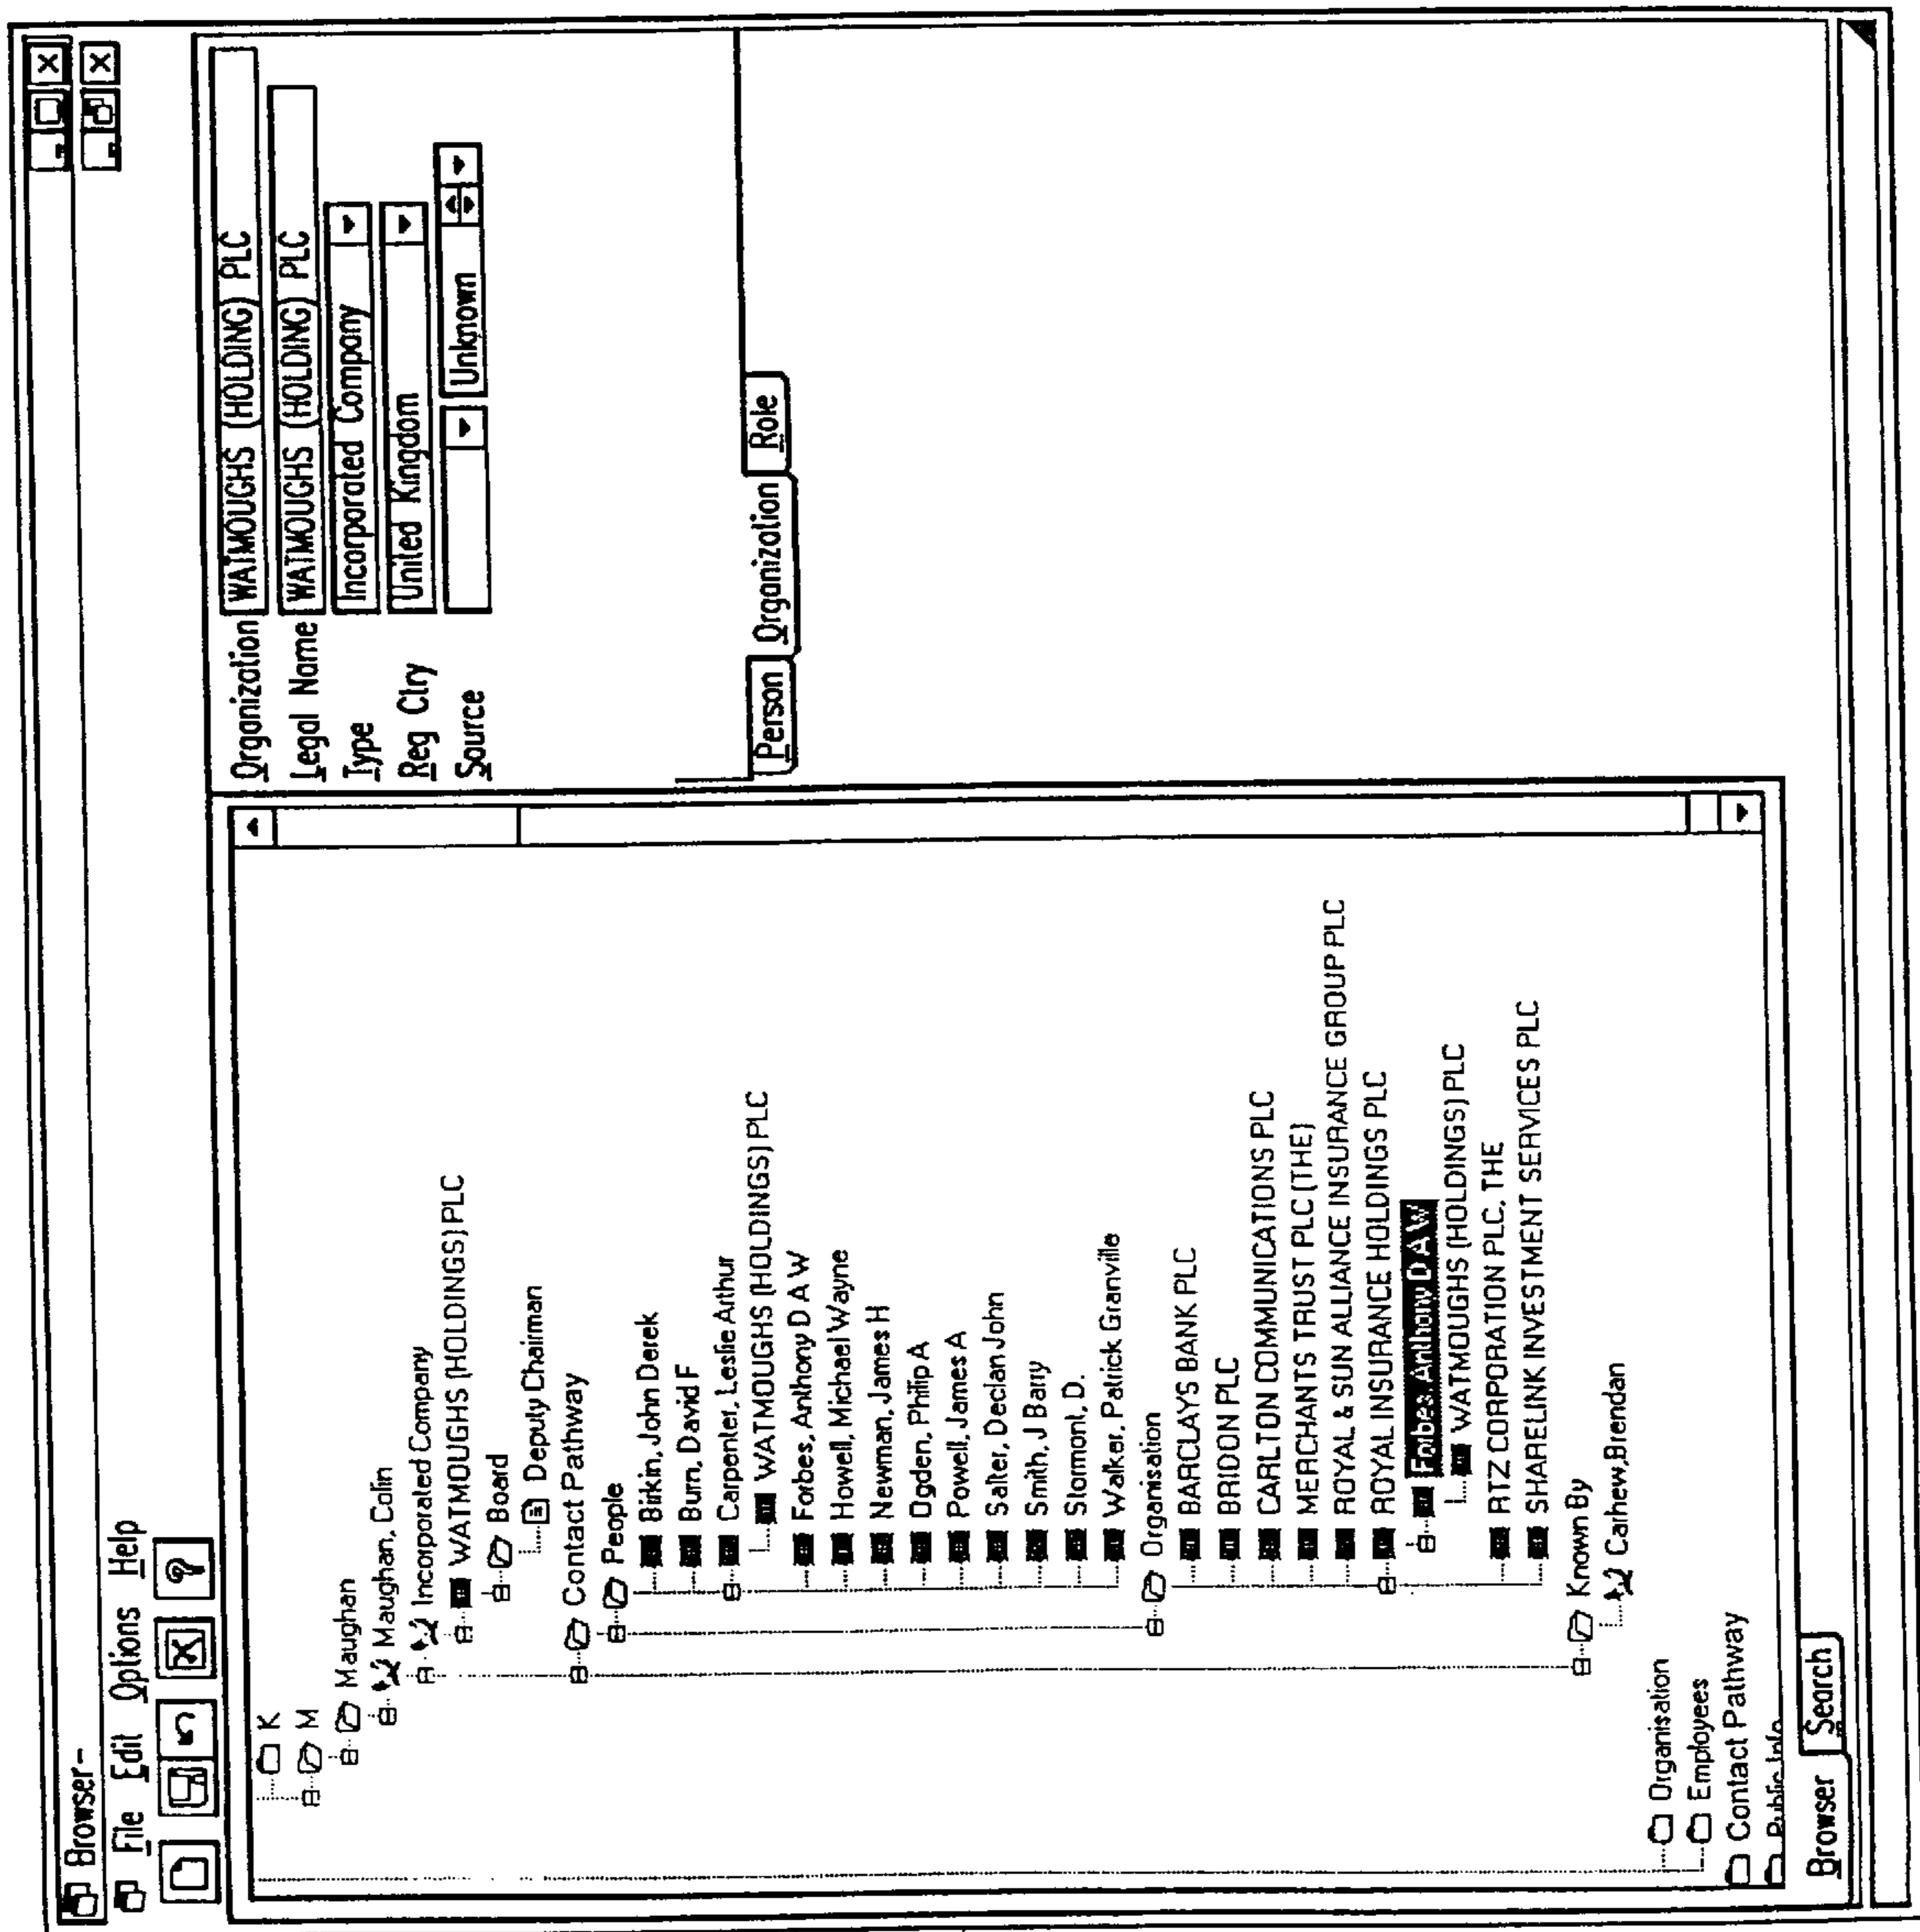 Browser-
File Edit Options Help
K
M
Maughan
Maughan, Colin
Incorporated Company
WATMOUGHS (HOLDINGS) PLC
Board
Deputy Chairman
Contact Pathway
People
Birkin, John Derek
Burn, David F
Carpenter, Leslie Arthur
WATMOUGHS (HOLDINGS) PLC
Forbes, Anthony D A W
Howell, Michael Wayne
Newman, James H
Ogden, Philip A
Powell, James A
Salter, Declan John
Smith, J Barry
Stormont, D.
Walker, Patrick Granville
Organisation
BARCLAYS BANK PLC
BRIDON PLC
CARLTON COMMUNICATIONS PLC
MERCHANTS TRUST PLC (THE)
ROYAL & SUN ALLIANCE INSURANCE GROUP PLC
ROYAL INSURANCE HOLDINGS PLC
Forbes, Anthony D A W
WATMOUGHS (HOLDINGS) PLC
RTZ CORPORATION PLC, THE
SHARELINK INVESTMENT SERVICES PLC
Known By
Carhew,Brendan
Organisation
Employees
Contact Pathway
Public Info
Browser Search
Organization WATMOUGHS (HOLDING) PLC
Legal Name WATMOUGHS (HOLDING) PLC
Type Incorporated Company
Reg Ctry United Kingdom
Source Unknown
Person Organization Role